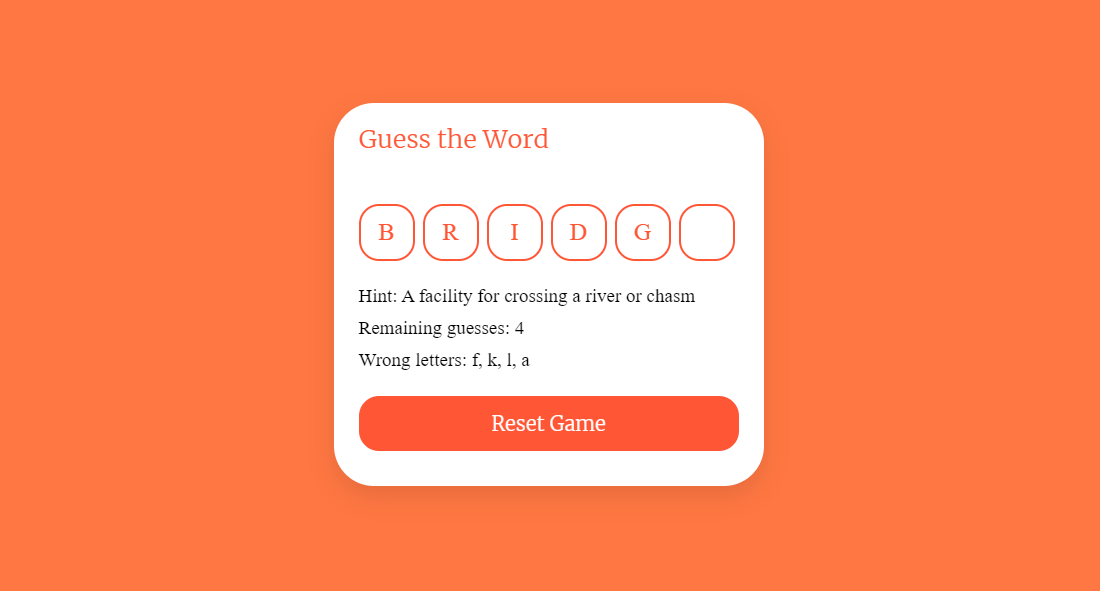 Guess the Word
B R I D G
Hint: A facility for crossing a river or chasm
Remaining guesses: 4
Wrong letters: f, k, l, a
Reset Game